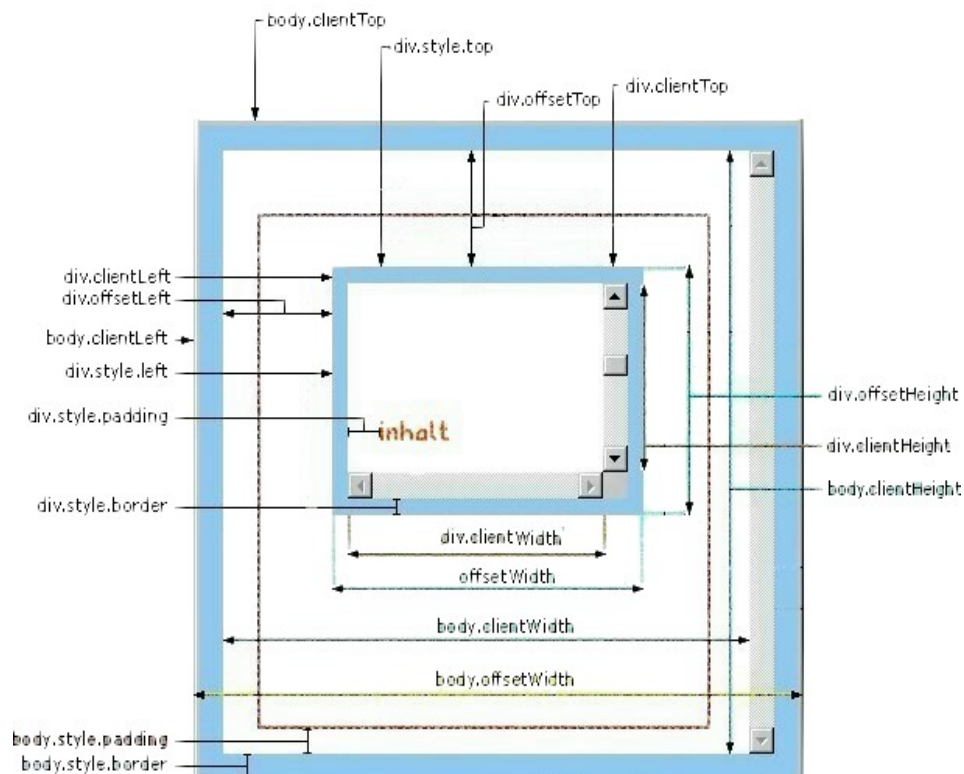 body.clientTop
div.style.top
div.clientTop
div.offsetTop
div.clientLeft
div.offsetLeft
body.clientLeft
div.style.left
div.offsetHeight
div.style.padding
inhalt
div.clientHeight
body.clientHeight
div.style.border
div.clientWidth
offsetWidth
body.clientWidth
body.offsetWidth
body.style.padding
body.style.border